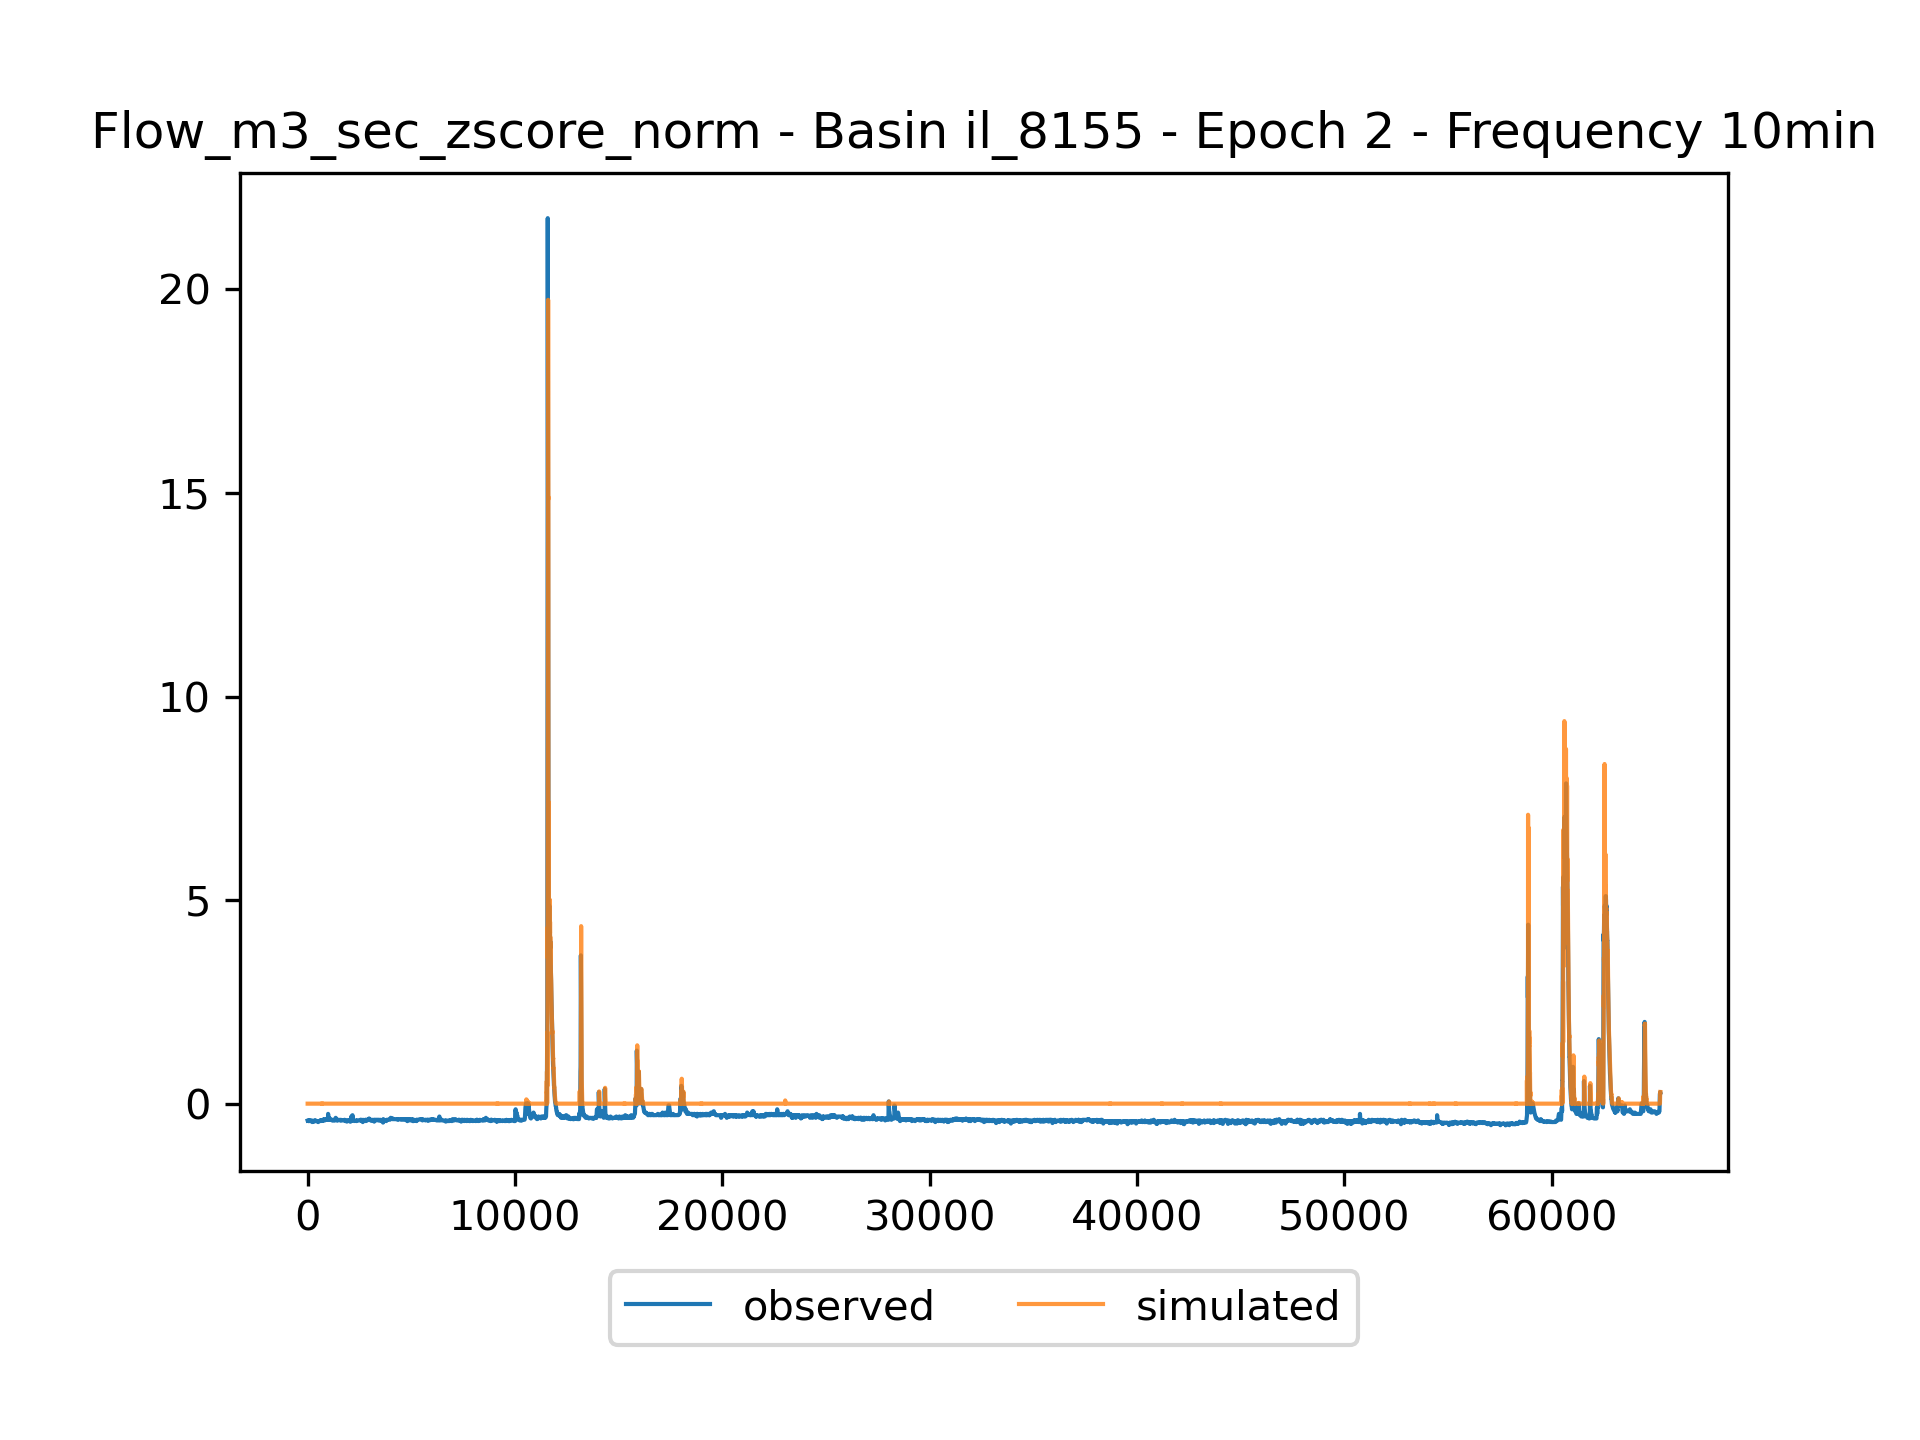 Flow_m3_sec_zscore_norm - Basin il_8155 - Epoch 2 - Frequency 10min
20
15
10
5
0
0 10000 20000 30000 40000 50000 60000
observed simulated